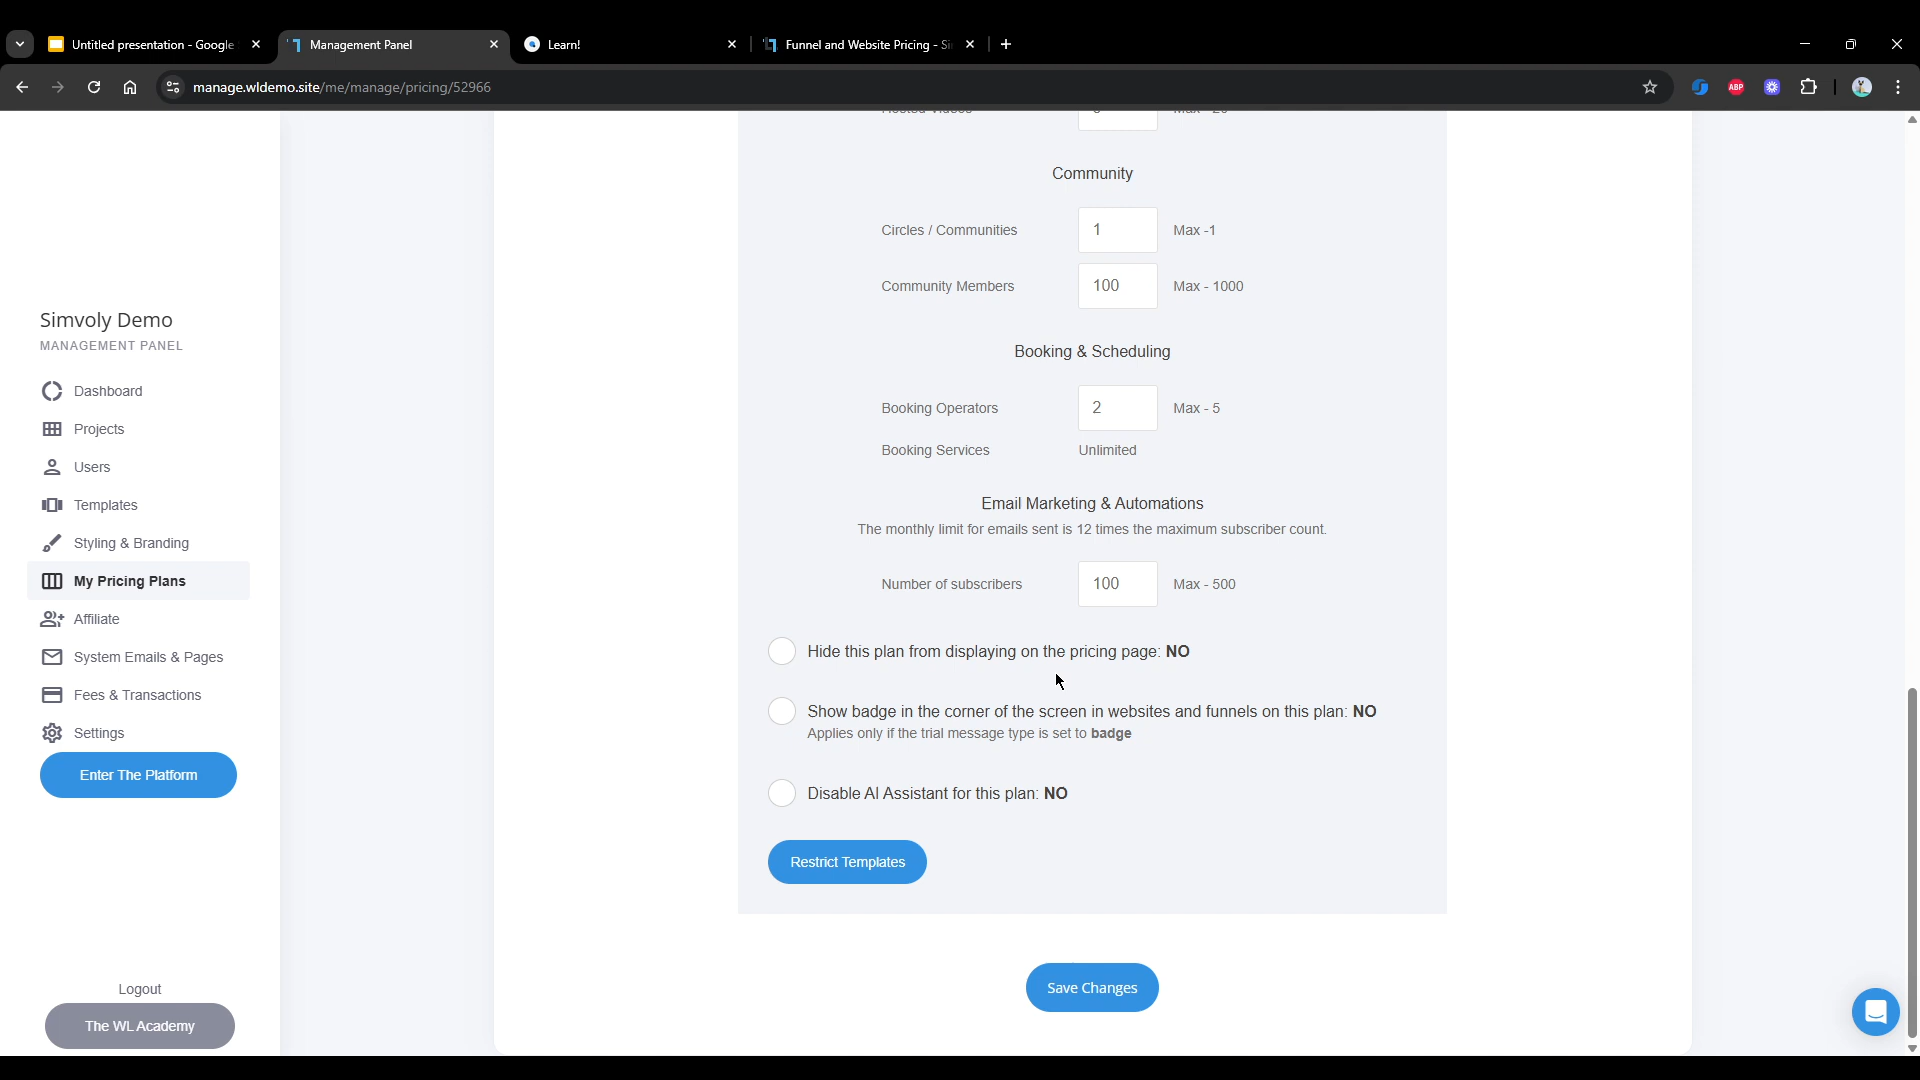 Untitled presentation - Google
Management Panel
Learn!
Funnel and Website Pricing - Si
manage.wldemo.site/me/manage/pricing/52966
ABP
Community
Circles / Communities 1 Max -1
Community Members 100 Max - 1000
Booking & Scheduling
Booking Operators 2 Max - 5
Booking Services Unlimited
Email Marketing & Automations
The monthly limit for emails sent is 12 times the maximum subscriber count.
Number of subscribers 100 Max - 500
Hide this plan from displaying on the pricing page: NO
Show badge in the corner of the screen in websites and funnels on this plan: NO
Applies only if the trial message type is set to badge
Disable AI Assistant for this plan: NO
Restrict Templates
Save Changes
Simvoly Demo
MANAGEMENT PANEL
Dashboard
Projects
Users
Templates
Styling & Branding
My Pricing Plans
Affiliate
System Emails & Pages
Fees & Transactions
Settings
Enter The Platform
Logout
The WL Academy